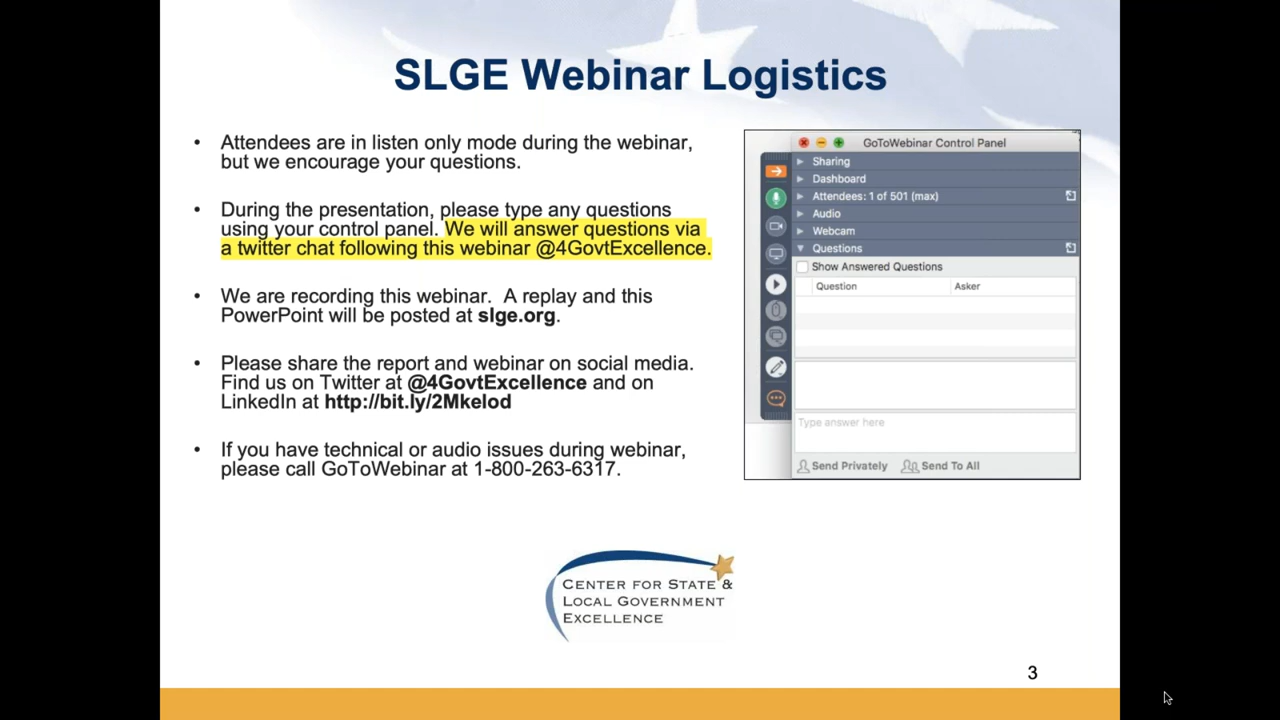 SLGE Webinar Logistics
• Attendees are in listen only mode during the webinar,
but we encourage your questions.
• During the presentation, please type any questions
using your control panel. We will answer questions via
a twitter chat following this webinar @4GovtExcellence.
• We are recording this webinar. A replay and this
PowerPoint will be posted at slge.org.
• Please share the report and webinar on social media.
Find us on Twitter at @4GovtExcellence and on
LinkedIn at http://bit.ly/2Mkelod
• If you have technical or audio issues during webinar,
please call GoToWebinar at 1-800-263-6317.
GoToWebinar Control Panel
Sharing
Dashboard
Attendees: 1 of 501 (max)
Audio
Webcam
Questions
Show Answered Questions
Question Asker
Type answer here
Send Privately Send To All
CENTER FOR STATE &
LOCAL GOVERNMENT
EXCELLENCE
3